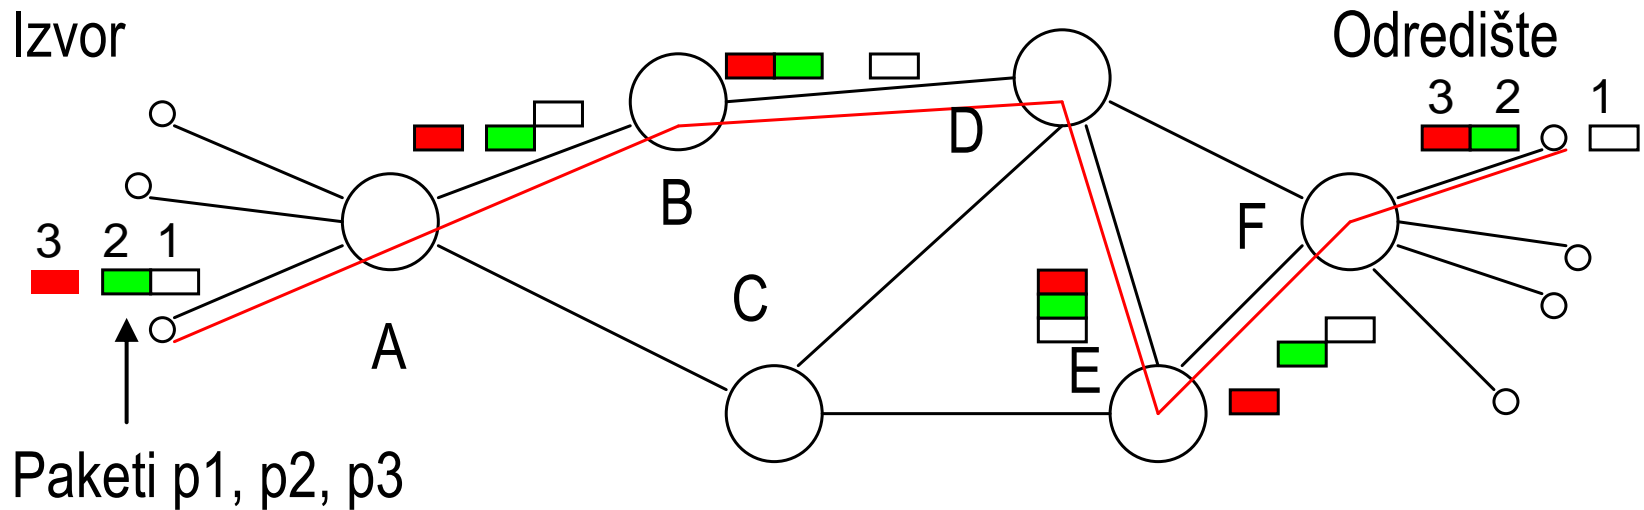 Izvor
Odredište
3 2 1
D
B
F
3 2 1
C
A
E
Paketi p1, p2, p3